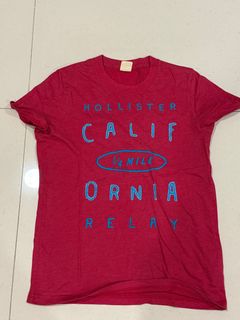 HOLLISTER
CALIF
1/4 MILE
ORNIA
RELAY